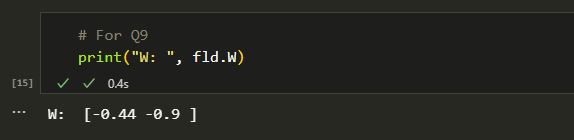 # For Q9
print("W: ", fld.W)
[15] 0.4s
... W:  [-0.44 -0.9 ]